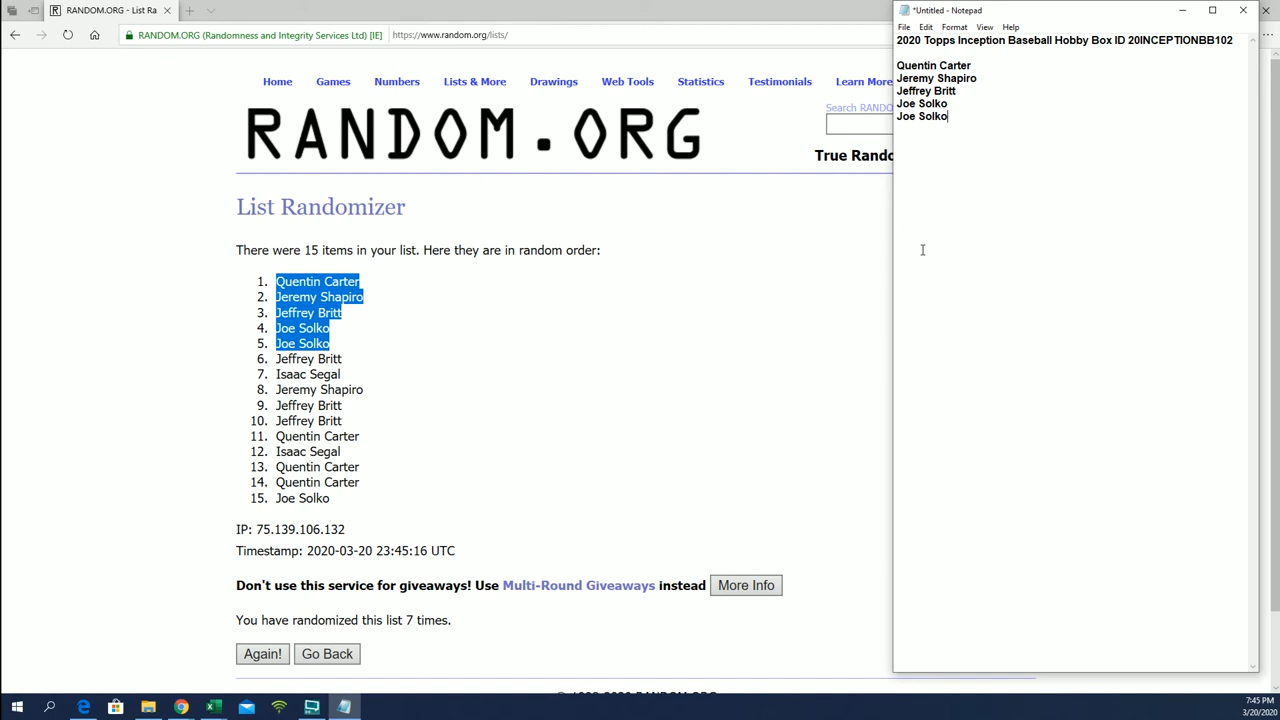 RANDOM.ORG - List Ra
RANDOM.ORG (Randomness and Integrity Services Ltd) [IE]
https://www.random.org/lists/
Home Games Numbers Lists & More Drawings Web Tools Statistics Testimonials Learn More
Search RANDO
RANDOM.ORG
True Rando
List Randomizer
There were 15 items in your list. Here they are in random order:
1. Quentin Carter
2. Jeremy Shapiro
3. Jeffrey Britt
4. Joe Solko
5. Joe Solko
6. Jeffrey Britt
7. Isaac Segal
8. Jeremy Shapiro
9. Jeffrey Britt
10. Jeffrey Britt
11. Quentin Carter
12. Isaac Segal
13. Quentin Carter
14. Quentin Carter
15. Joe Solko
IP: 75.139.106.132
Timestamp: 2020-03-20 23:45:16 UTC
Don't use this service for giveaways! Use Multi-Round Giveaways instead More Info
You have randomized this list 7 times.
Again! Go Back
*Untitled - Notepad
File Edit Format View Help
2020 Topps Inception Baseball Hobby Box ID 20INCEPTIONBB102
Quentin Carter
Jeremy Shapiro
Jeffrey Britt
Joe Solko
Joe Solko
7:45 PM
3/20/2020